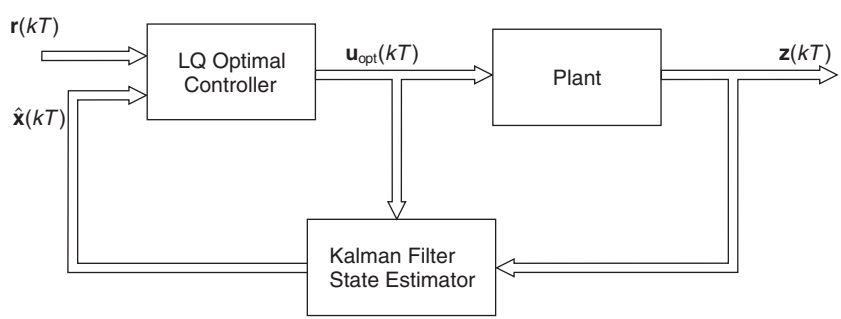 r(kT)
LQ Optimal
Controller
u_opt(kT)
Plant
z(kT)
x̂(kT)
Kalman Filter
State Estimator